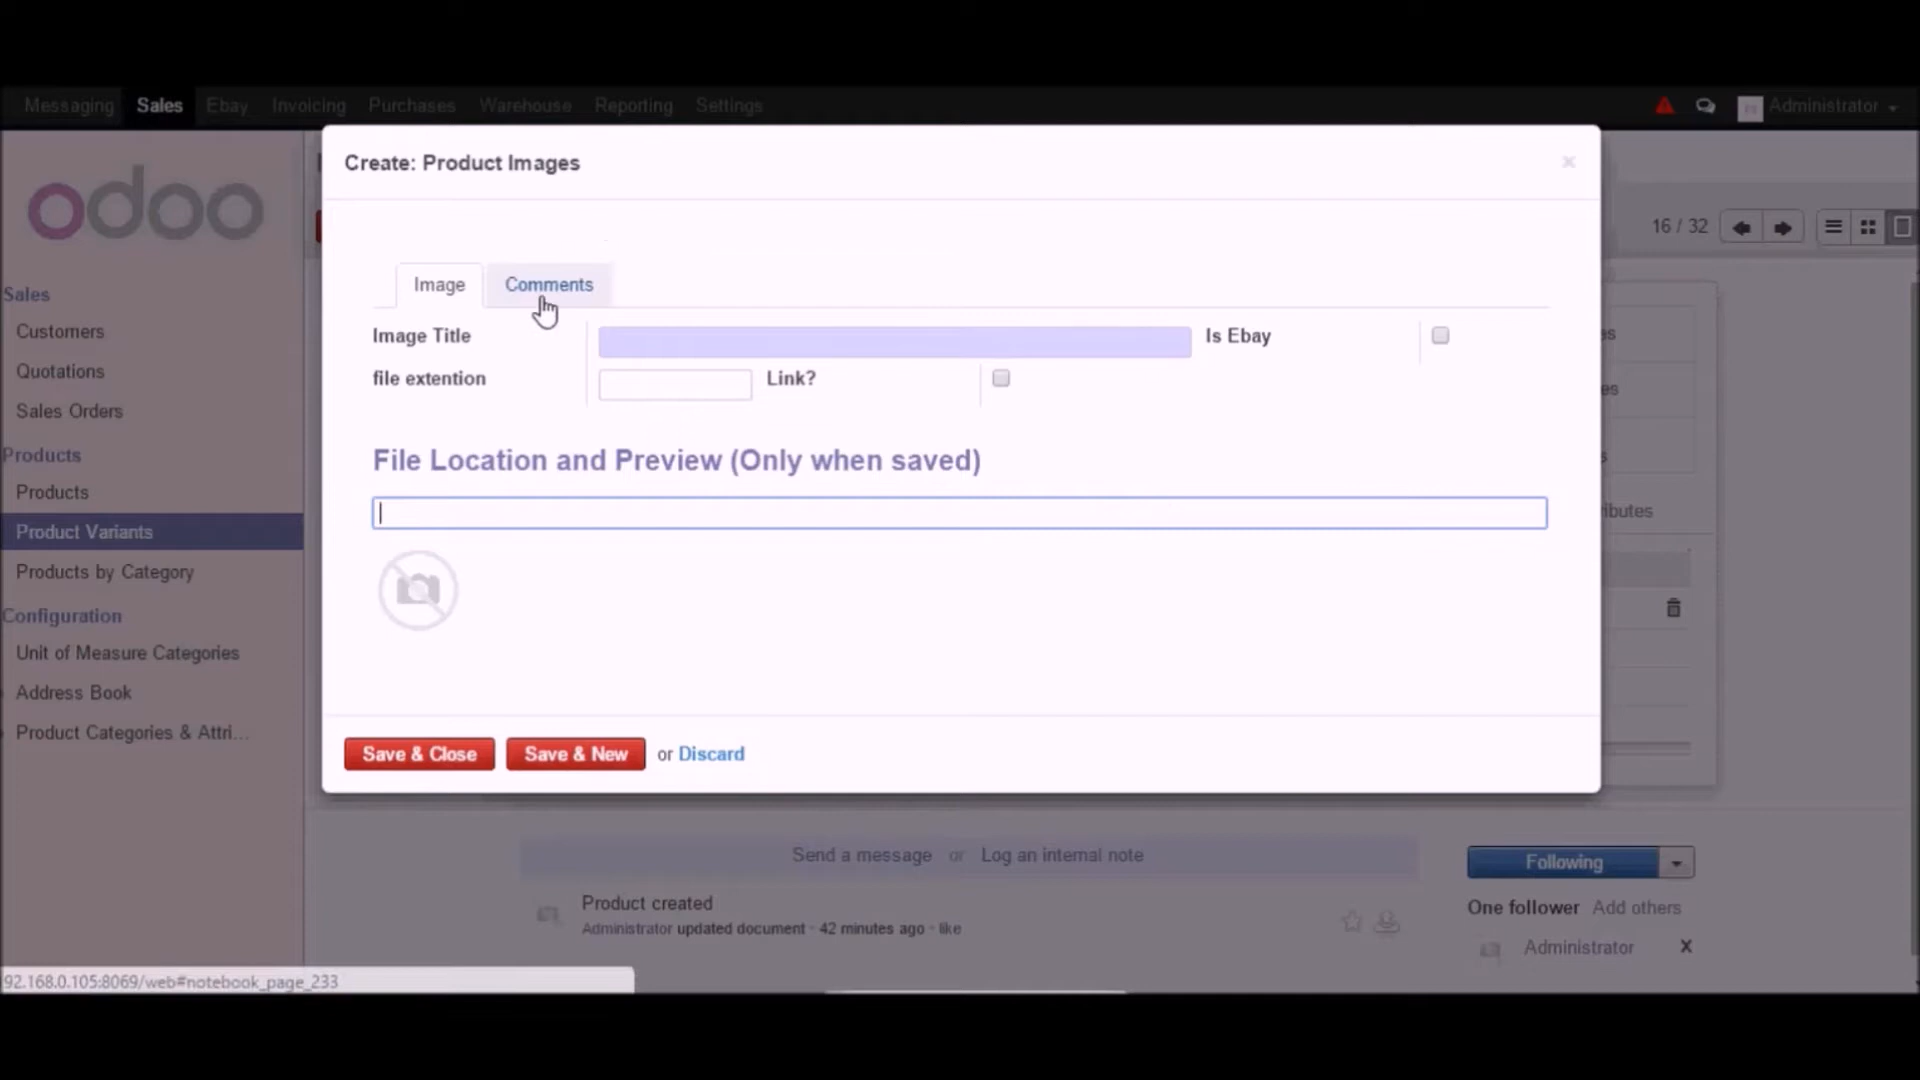 Messaging Sales Ebay Invoicing Purchases Warehouse Reporting Settings Administrator
odoo
Sales
Customers
Quotations
Sales Orders
Products
Products
Product Variants
Products by Category
Configuration
Unit of Measure Categories
Address Book
Product Categories & Attri...
Create: Product Images ×
16 / 32
Image Comments
Image Title Is Ebay
file extention Link?
File Location and Preview (Only when saved)
ributes
Save & Close Save & New or Discard
Send a message or Log an internal note
Following
Product created
Administrator updated document - 42 minutes ago - like
One follower Add others
Administrator X
92.168.0.105:8069/web#notebook_page_233